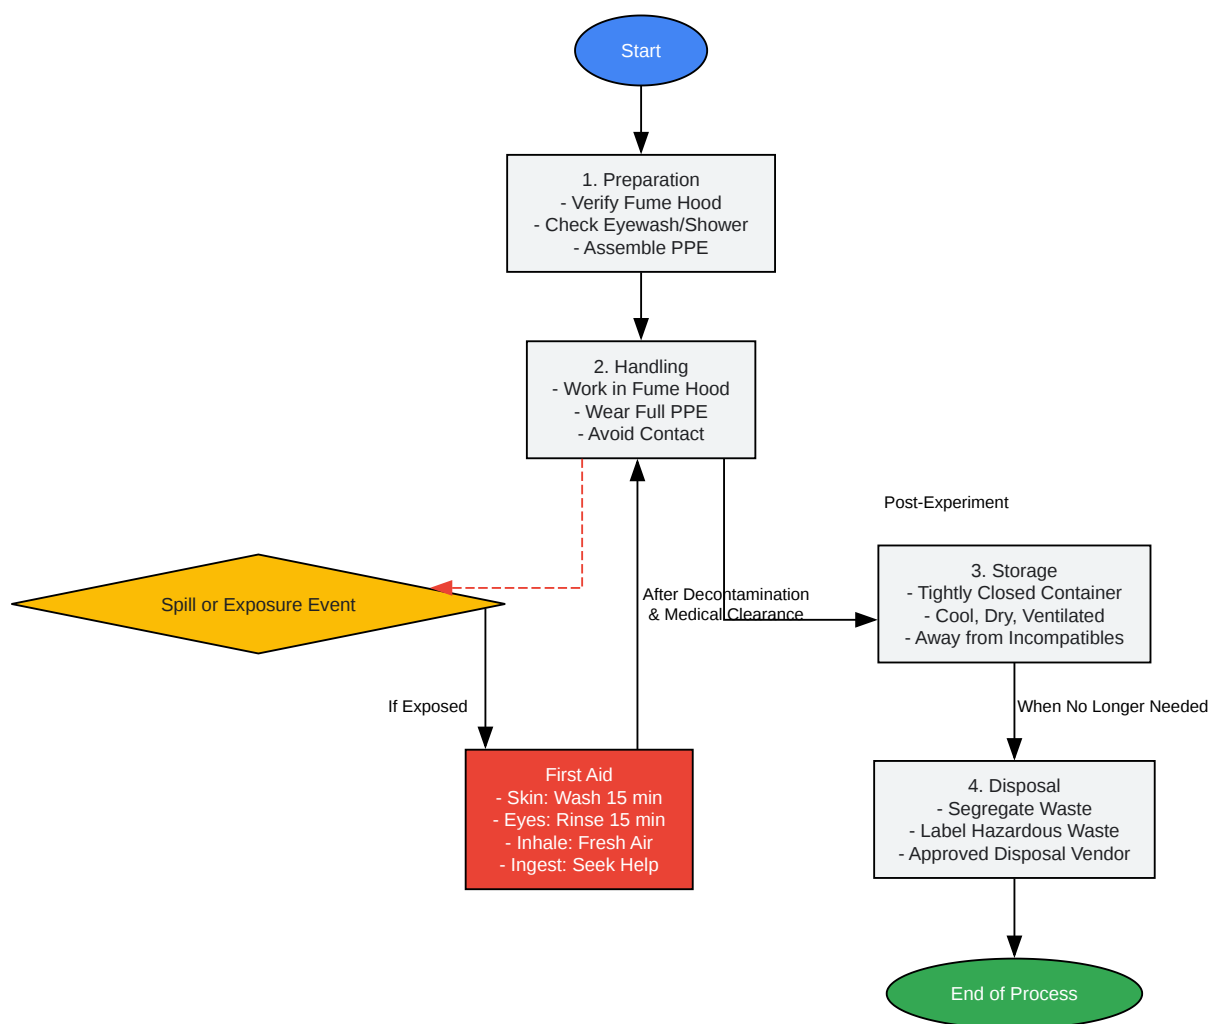 Start
1. Preparation
- Verify Fume Hood
- Check Eyewash/Shower
- Assemble PPE
2. Handling
- Work in Fume Hood
- Wear Full PPE
- Avoid Contact
Post-Experiment
Spill or Exposure Event
After Decontamination
& Medical Clearance
3. Storage
- Tightly Closed Container
- Cool, Dry, Ventilated
- Away from Incompatibles
If Exposed
When No Longer Needed
First Aid
- Skin: Wash 15 min
- Eyes: Rinse 15 min
- Inhale: Fresh Air
- Ingest: Seek Help
4. Disposal
- Segregate Waste
- Label Hazardous Waste
- Approved Disposal Vendor
End of Process